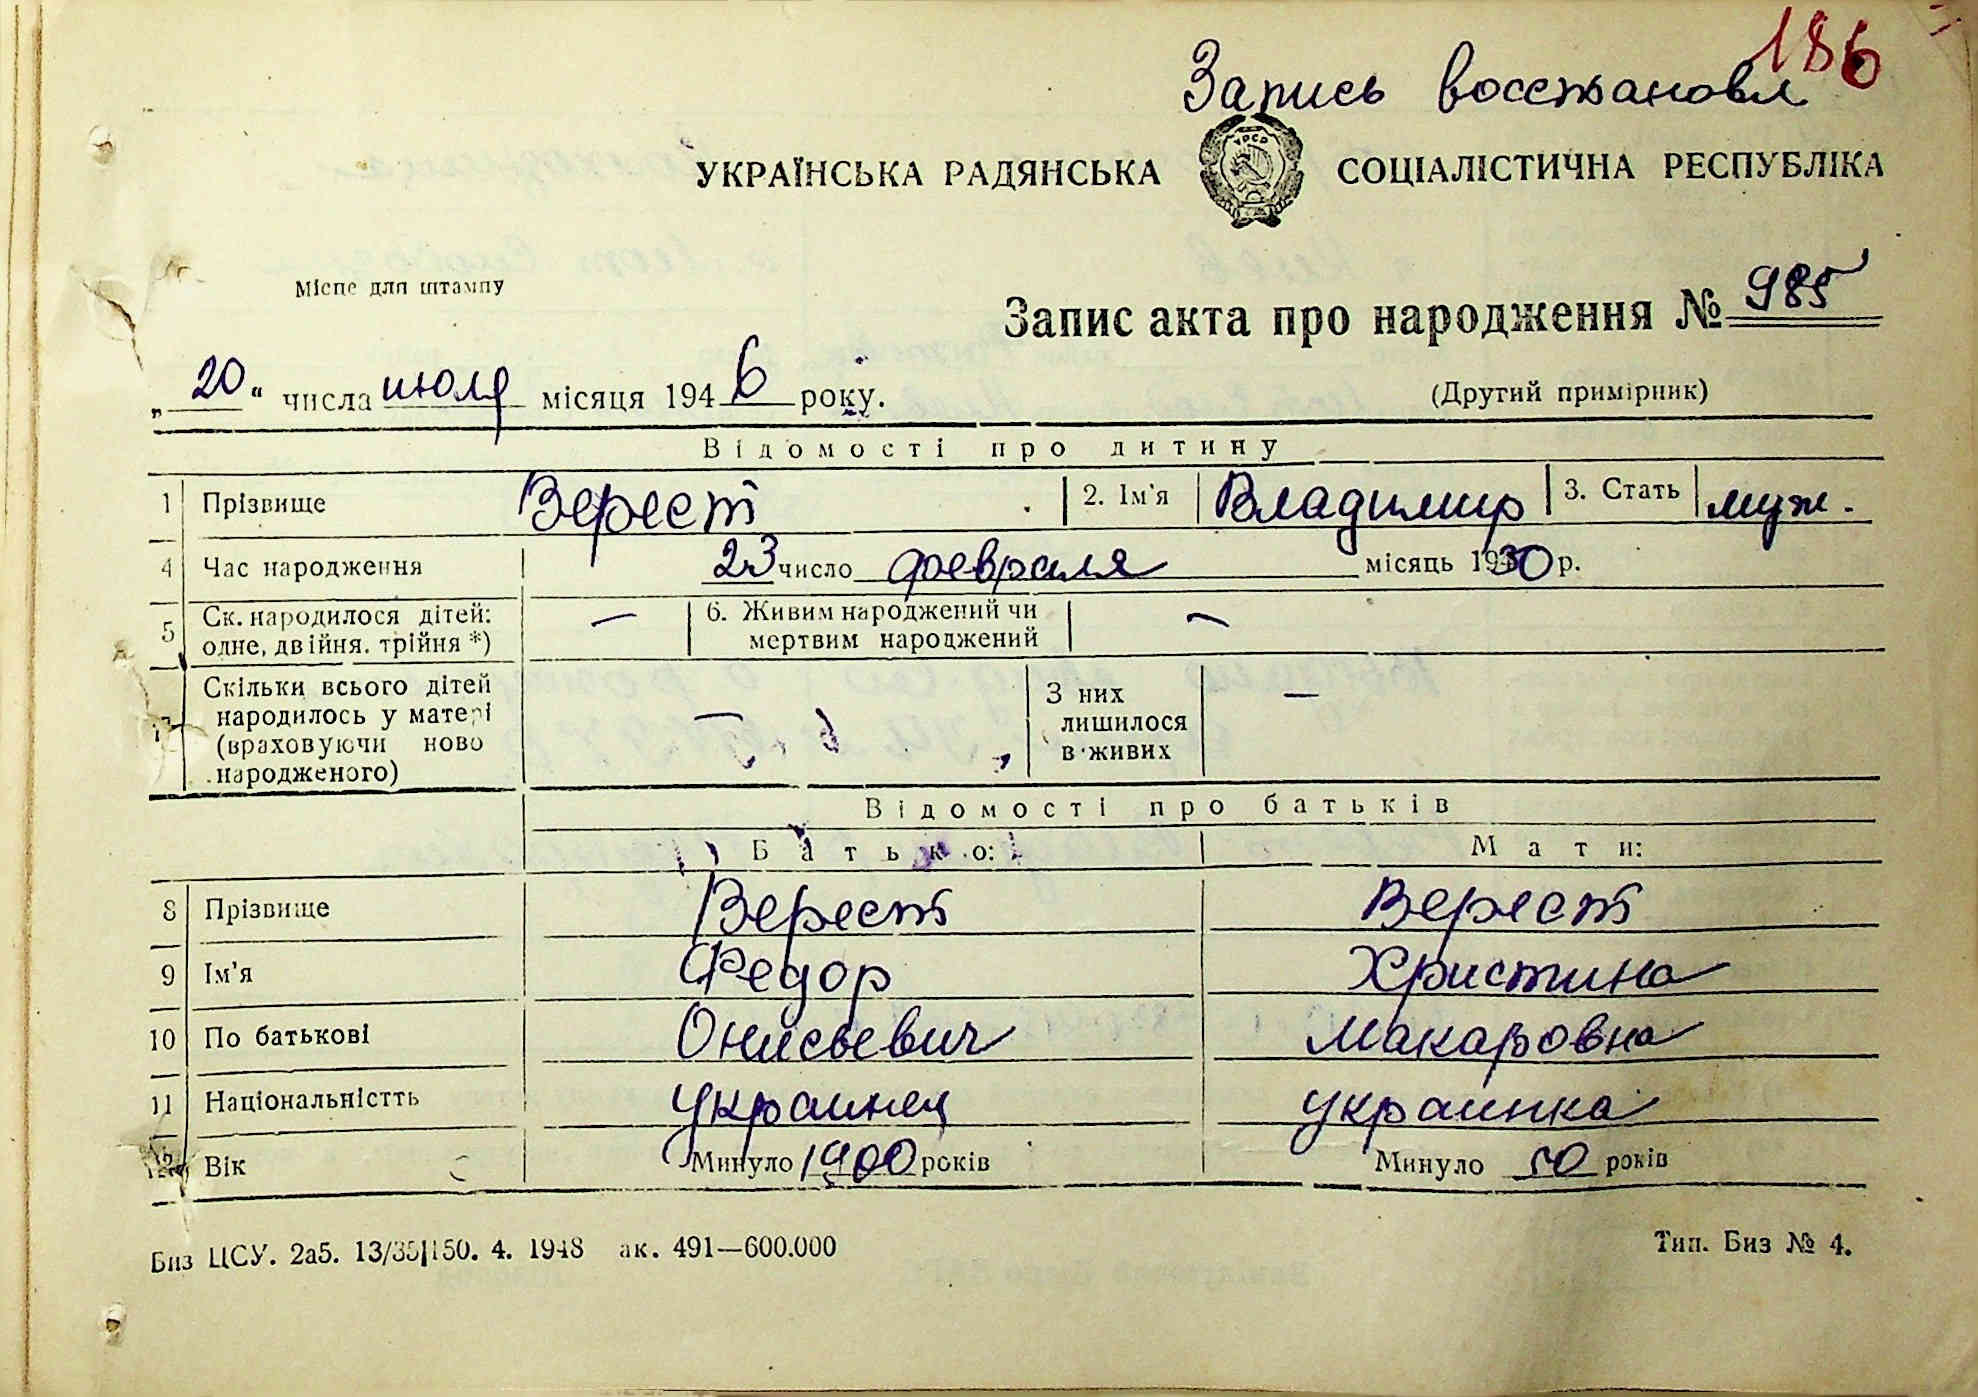 186
Запись восстановл
УКРАЇНСЬКА РАДЯНСЬКА СОЦІАЛІСТИЧНА РЕСПУБЛІКА
Місце для штампу
Запис акта про народження № 985
„20“ числа июля місяця 1946 року. (Другий примірник)
Відомості про дитину
1 Прізвище Верест 2. Ім'я Владимир 3. Стать муж.
4 Час народження 23 число февраля місяць 1930 р.
5 Ск. народилося дітей: одне, двійня, трійня *) — 6. Живим народжений чи мертвим народжений —
7 Скільки всього дітей народилось у матері (враховуючи ново народженого) — З них лишилося в живих —
Відомості про батьків
Батько: Мати:
8 Прізвище Верест Верест
9 Ім'я Федор Христина
10 По батькові Онисьевич Макаровна
11 Національністть украинец украинка
12 Вік Минуло 1900 років Минуло 50 років
Биз ЦСУ. 2а5. 13/35|150. 4. 1948 ак. 491—600.000 Тип. Биз № 4.